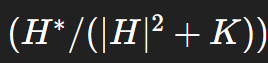 (H*/(|H|² + K))